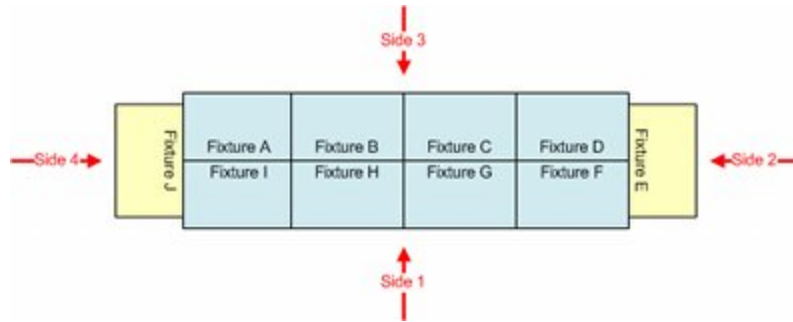 Side 3
Fixture A
Fixture B
Fixture C
Fixture D
Fixture J
Fixture E
Side 4
Side 2
Fixture I
Fixture H
Fixture G
Fixture F
Side 1